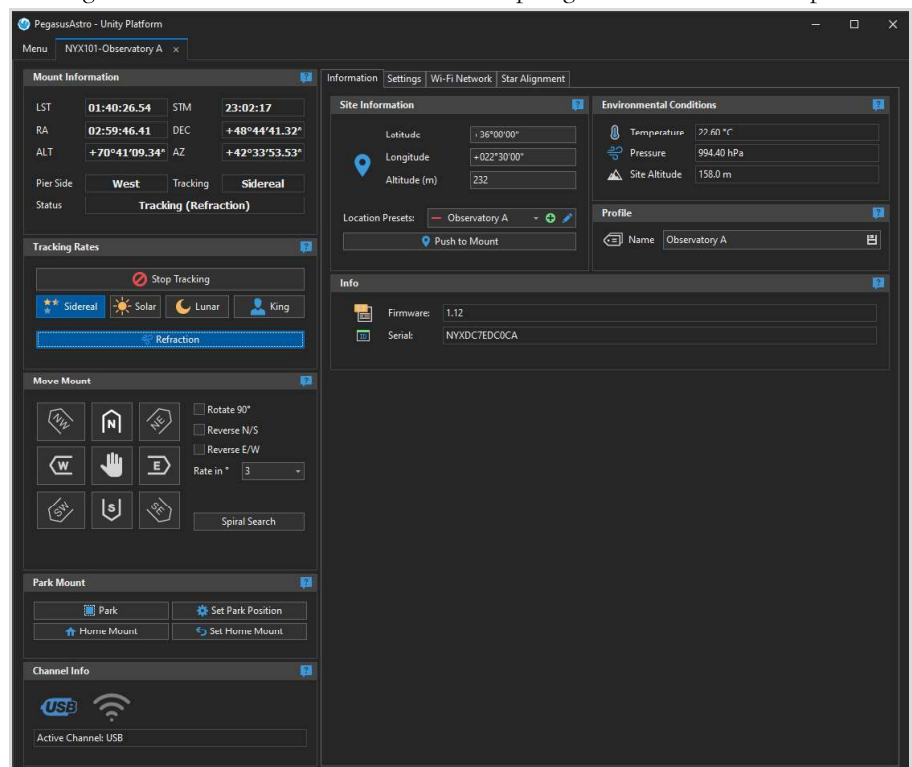 PegasusAstro - Unity Platform
Menu NYX101-Observatory A ×
Mount Information ?
LST 01:40:26.54 STM 23:02:17
RA 02:59:46.41 DEC +48°44'41.32"
ALT +70°41'09.34" AZ +42°33'53.53"
Pier Side West Tracking Sidereal
Status Tracking (Refraction)
Tracking Rates ?
Stop Tracking
Sidereal Solar Lunar King
Refraction
Move Mount ?
NW N NE
Rotate 90°
Reverse N/S
Reverse E/W
W E
Rate in ° 3
SW S SE
Spiral Search
Park Mount ?
Park Set Park Position
Home Mount Set Home Mount
Channel Info ?
USB
Active Channel: USB
Information Settings Wi-Fi Network Star Alignment
Site Information ?
Latitude +36°00'00"
Longitude +022°30'00"
Altitude (m) 232
Location Presets: Observatory A
Push to Mount
Environmental Conditions ?
Temperature 22.60 °C
Pressure 994.40 hPa
Site Altitude 158.0 m
Profile ?
Name Observatory A
Info ?
Firmware: 1.12
Serial: NYXDC7EDC0CA